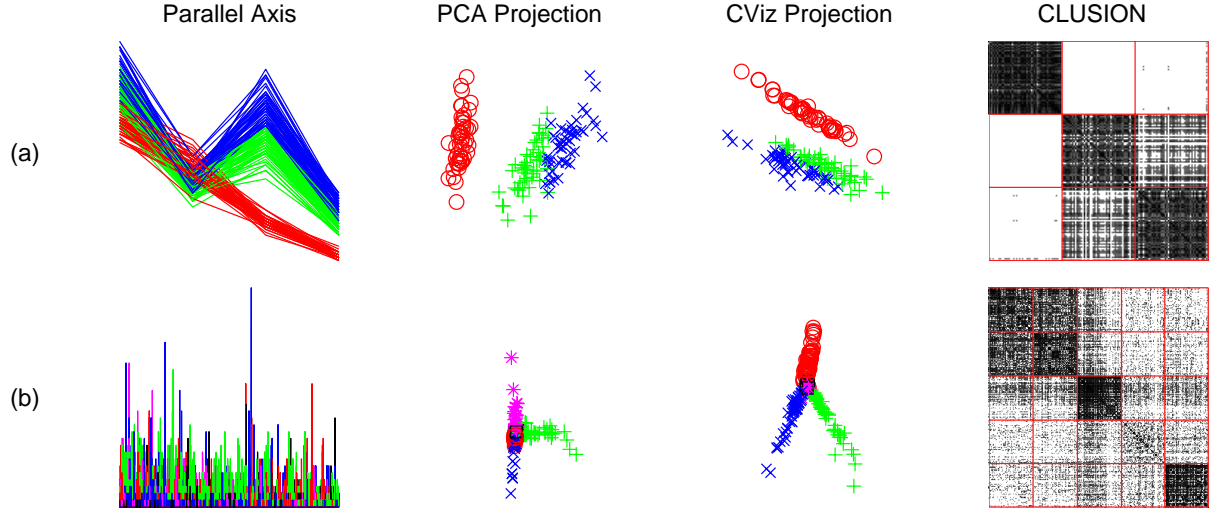 Parallel Axis
PCA Projection
CViz Projection
CLUSION
(a)
(b)